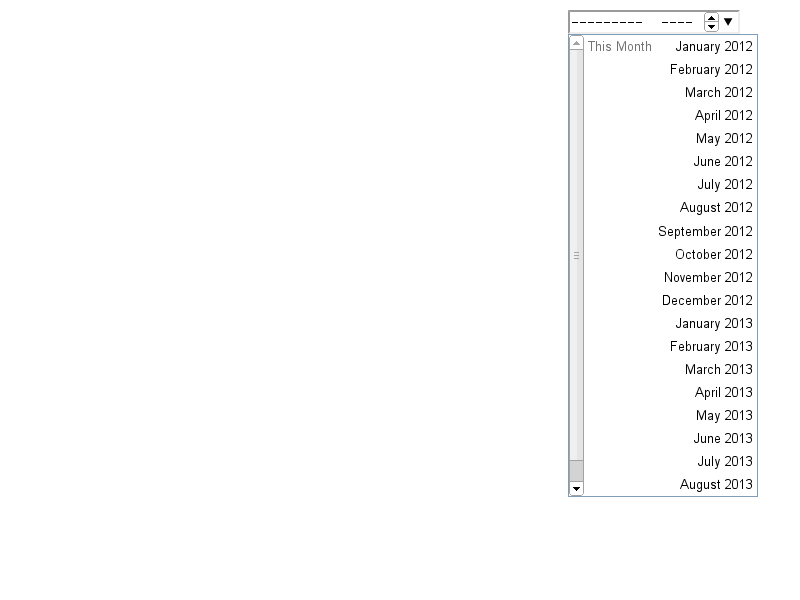 --------- ----
This Month January 2012
February 2012
March 2012
April 2012
May 2012
June 2012
July 2012
August 2012
September 2012
October 2012
November 2012
December 2012
January 2013
February 2013
March 2013
April 2013
May 2013
June 2013
July 2013
August 2013